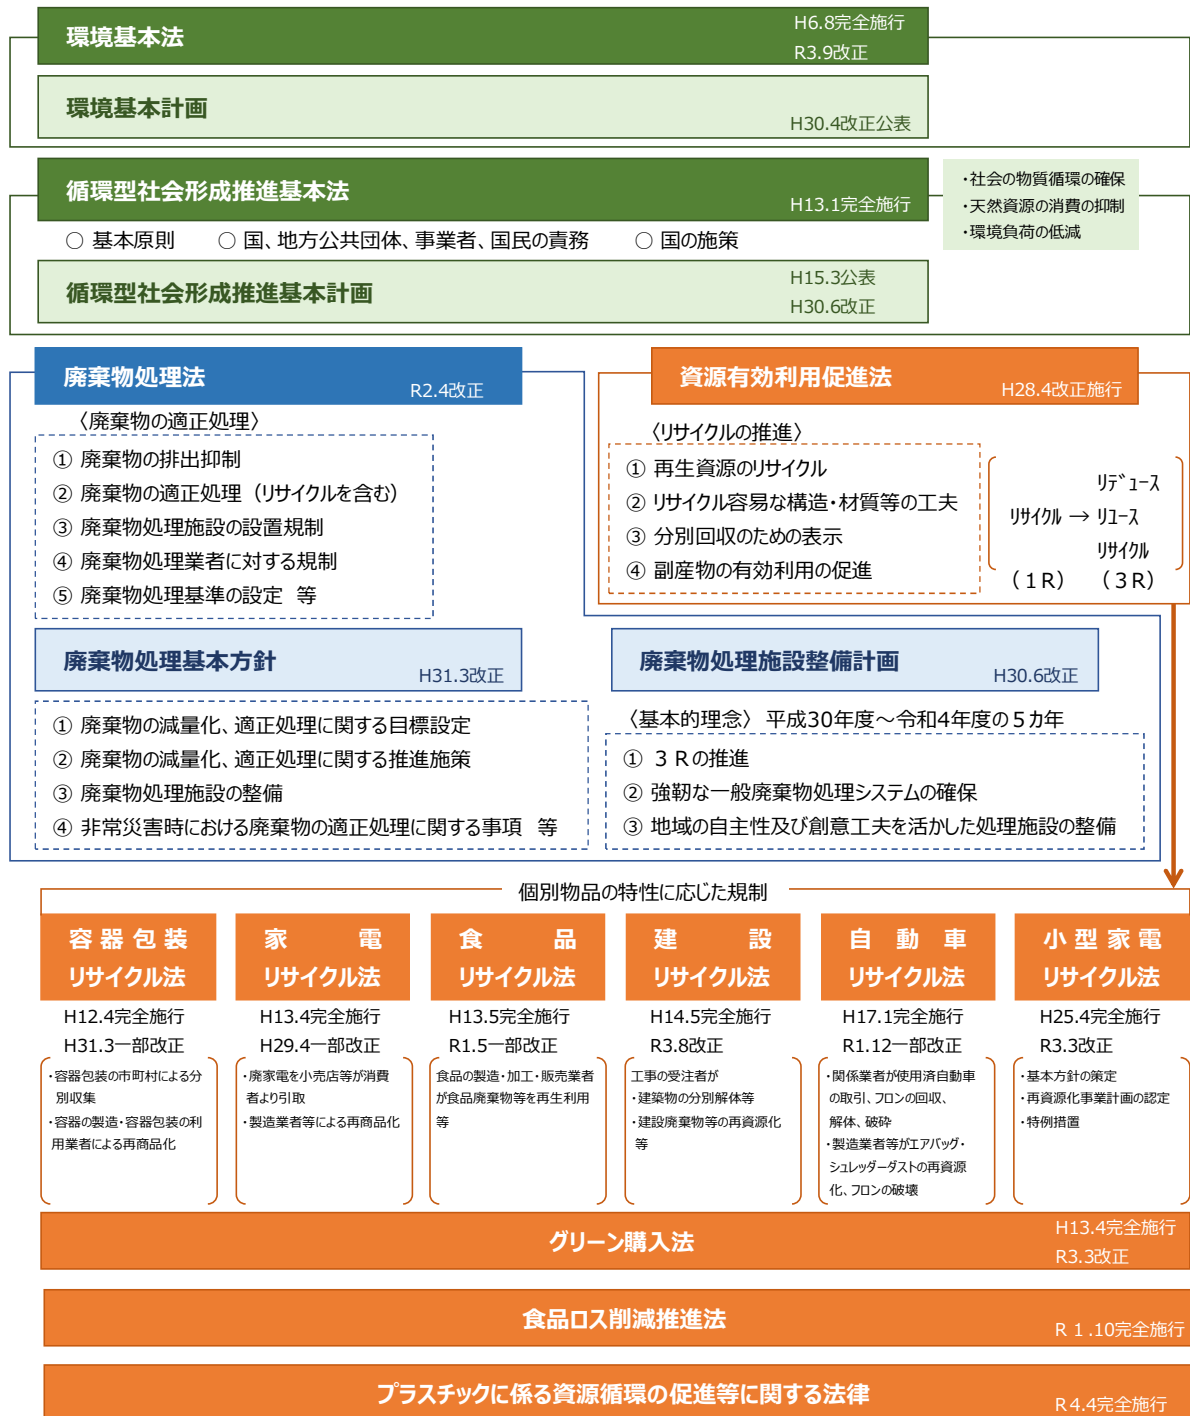 環境基本法
H6.8完全施行
R3.9改正
環境基本計画
H30.4改正公表
循環型社会形成推進基本法
H13.1完全施行
・社会の物質循環の確保
・天然資源の消費の抑制
・環境負荷の低減
○ 基本原則 ○ 国、地方公共団体、事業者、国民の責務 ○ 国の施策
循環型社会形成推進基本計画
H15.3公表
H30.6改正
廃棄物処理法
R2.4改正
〈廃棄物の適正処理〉
① 廃棄物の排出抑制
② 廃棄物の適正処理（リサイクルを含む）
③ 廃棄物処理施設の設置規制
④ 廃棄物処理業者に対する規制
⑤ 廃棄物処理基準の設定 等
資源有効利用促進法
H28.4改正施行
〈リサイクルの推進〉
① 再生資源のリサイクル
② リサイクル容易な構造・材質等の工夫
③ 分別回収のための表示
④ 副産物の有効利用の促進
リデュース
リサイクル → リユース
リサイクル
（１R） （３R）
廃棄物処理基本方針
H31.3改正
① 廃棄物の減量化、適正処理に関する目標設定
② 廃棄物の減量化、適正処理に関する推進施策
③ 廃棄物処理施設の整備
④ 非常災害時における廃棄物の適正処理に関する事項 等
廃棄物処理施設整備計画
H30.6改正
〈基本的理念〉 平成30年度～令和4年度の５カ年
① ３Ｒの推進
② 強靭な一般廃棄物処理システムの確保
③ 地域の自主性及び創意工夫を活かした処理施設の整備
個別物品の特性に応じた規制
容器包装
リサイクル法
H12.4完全施行
H31.3一部改正
・容器包装の市町村による分
別収集
・容器の製造・容器包装の利
用業者による再商品化
家電
リサイクル法
H13.4完全施行
H29.4一部改正
・廃家電を小売店等が消費
者より引取
・製造業者等による再商品化
食品
リサイクル法
H13.5完全施行
R1.5一部改正
食品の製造・加工・販売業者
が食品廃棄物等を再生利用
等
建設
リサイクル法
H14.5完全施行
R3.8改正
工事の受注者が
・建築物の分別解体等
・建設廃棄物等の再資源化
等
自動車
リサイクル法
H17.1完全施行
R1.12一部改正
・関係業者が使用済自動車
の取引、フロンの回収、
解体、破砕
・製造業者等がエアバッグ・
シュレッダーダストの再資源
化、フロンの破壊
小型家電
リサイクル法
H25.4完全施行
R3.3改正
・基本方針の策定
・再資源化事業計画の認定
・特例措置
グリーン購入法
H13.4完全施行
R3.3改正
食品ロス削減推進法
R１.10完全施行
プラスチックに係る資源循環の促進等に関する法律
R4.4完全施行